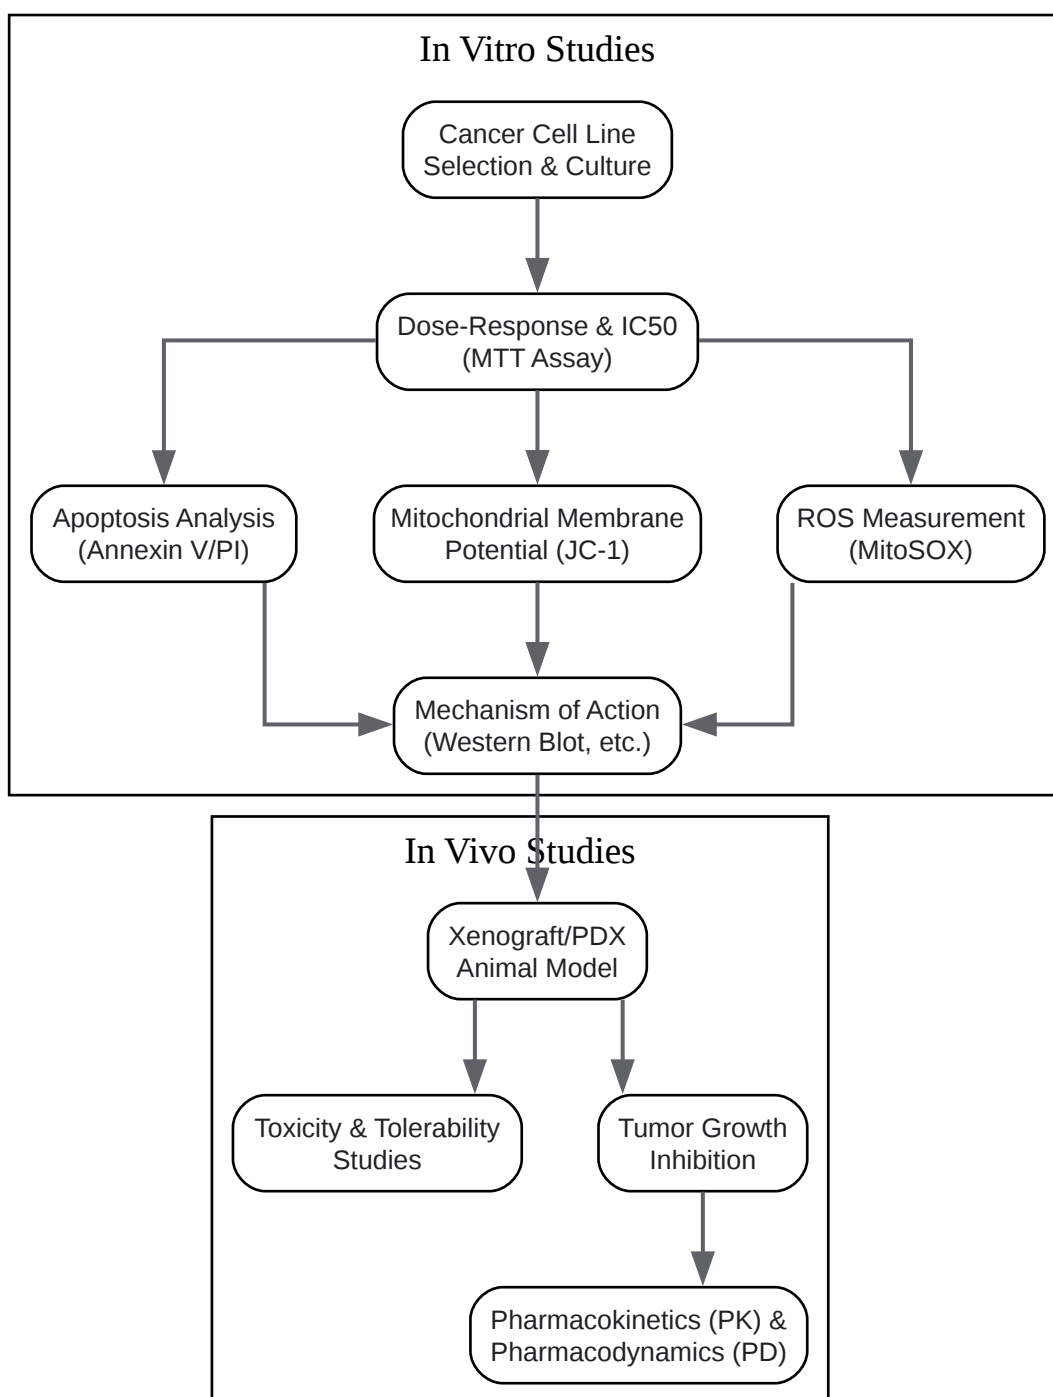 In Vitro Studies
Cancer Cell Line
Selection & Culture
Dose-Response & IC50
(MTT Assay)
Apoptosis Analysis
(Annexin V/PI)
Mitochondrial Membrane
Potential (JC-1)
ROS Measurement
(MitoSOX)
Mechanism of Action
(Western Blot, etc.)
In Vivo Studies
Xenograft/PDX
Animal Model
Toxicity & Tolerability
Studies
Tumor Growth
Inhibition
Pharmacokinetics (PK) &
Pharmacodynamics (PD)